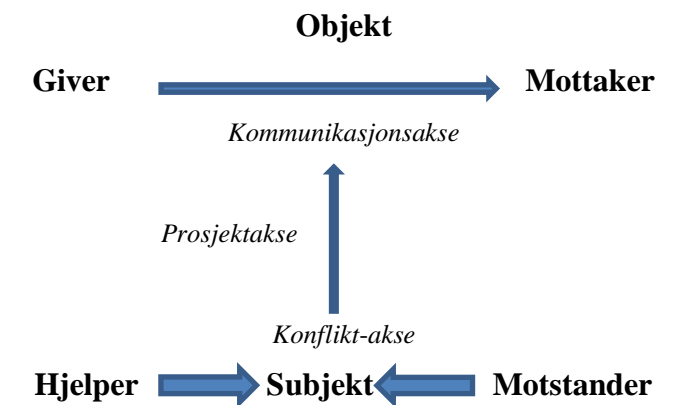 Objekt
Giver Mottaker
Kommunikasjonsakse
Prosjektakse
Konflikt-akse
Hjelper Subjekt Motstander